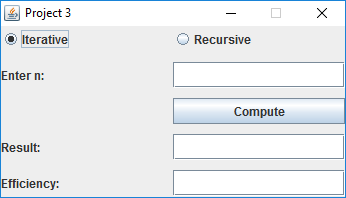 Project 3
Iterative Recursive
Enter n:
Compute
Result:
Efficiency: